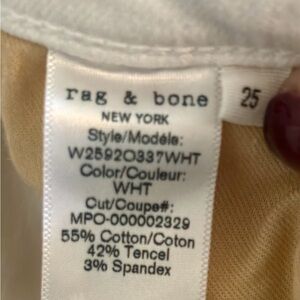 rag & bone
NEW YORK
25
Style/Modéle:
W2592O337WHT
Color/Couleur:
WHT
Cut/Coupe#:
MPO-000002329
55% Cotton/Coton
42% Tencel
3% Spandex